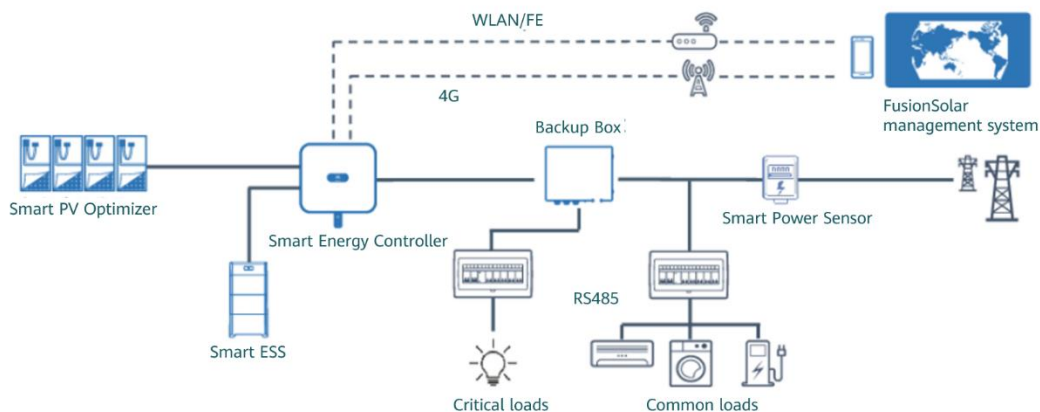 WLAN/FE
4G
FusionSolar
management system
Backup Box
Smart PV Optimizer
Smart Energy Controller
Smart Power Sensor
Smart ESS
RS485
Critical loads
Common loads